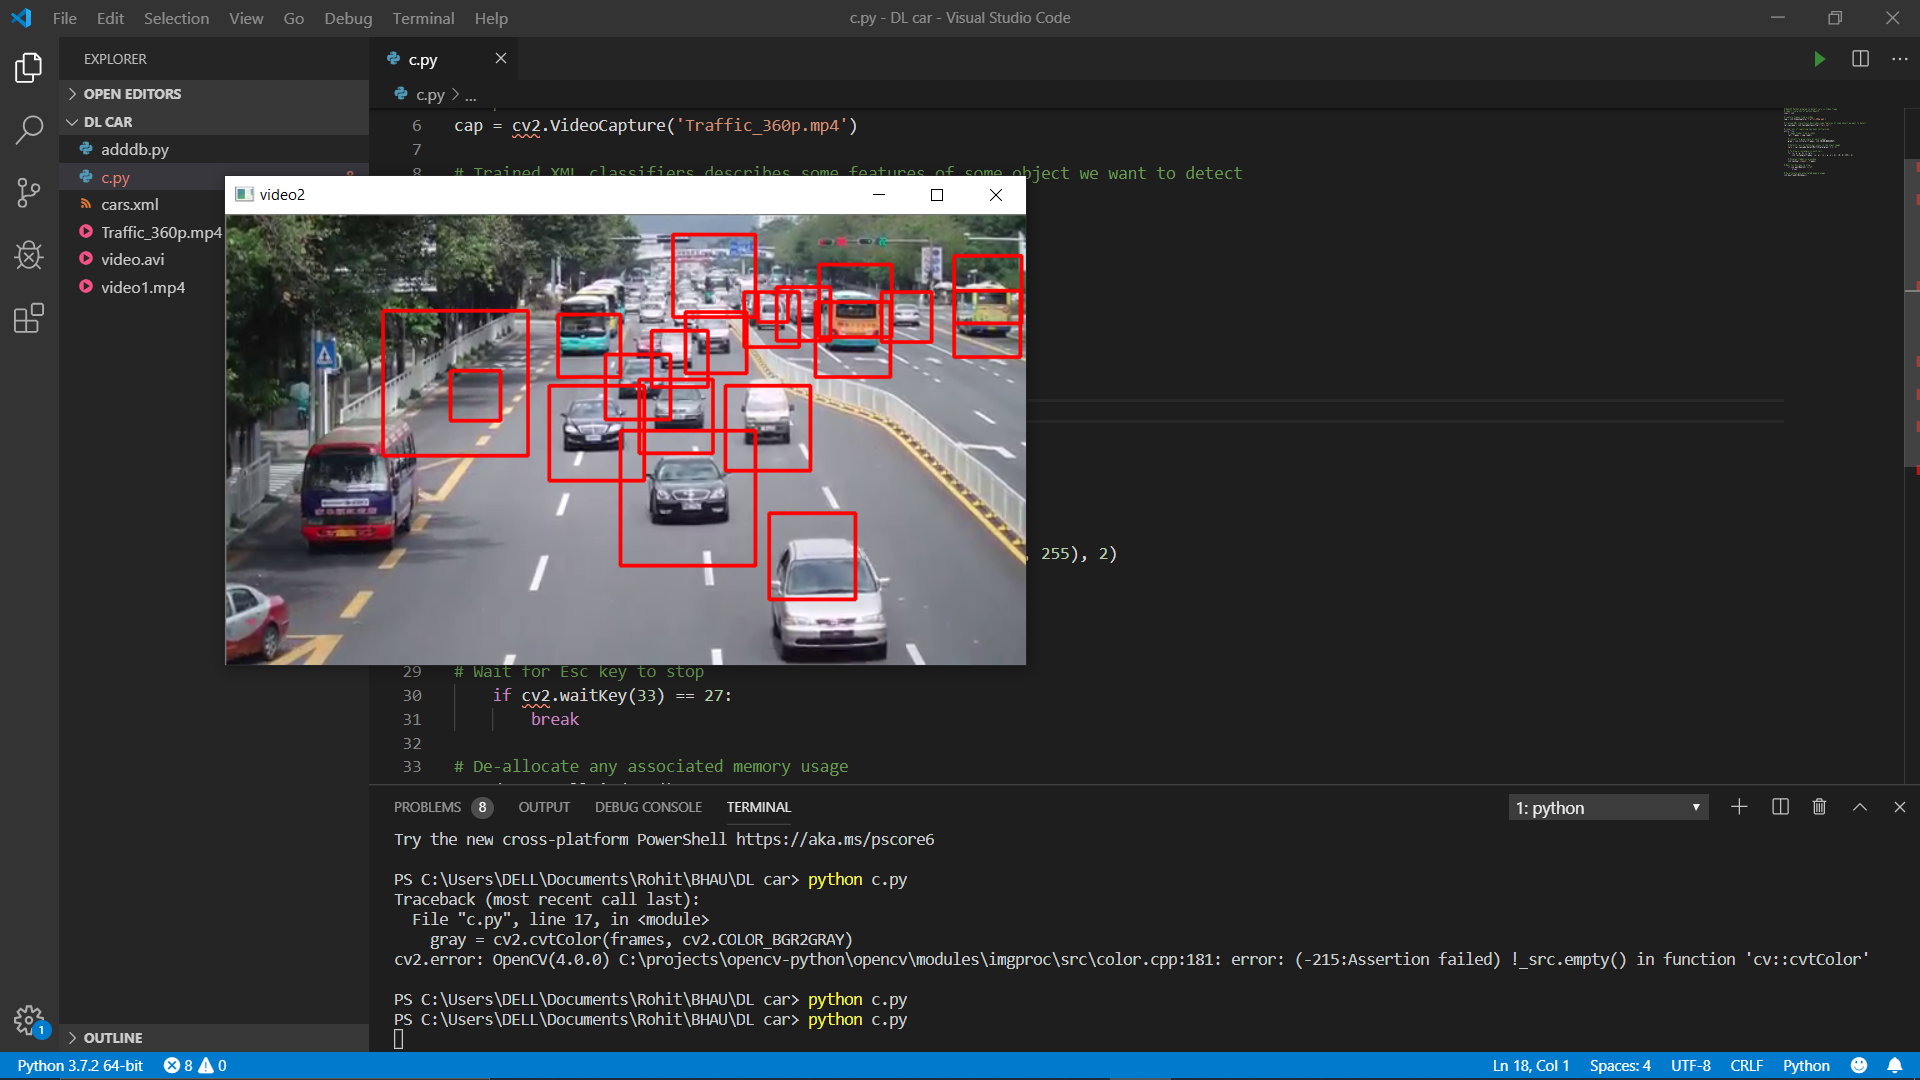 File Edit Selection View Go Debug Terminal Help
c.py - DL car - Visual Studio Code
EXPLORER
OPEN EDITORS
DL CAR
adddb.py
c.py 8
cars.xml
Traffic_360p.mp4
video.avi
video1.mp4
OUTLINE
c.py
c.py > ...
6 cap = cv2.VideoCapture('Traffic_360p.mp4')
7
8 # Trained XML classifiers describes some features of some object we want to detect
video2
, 255), 2)
29 # Wait for Esc key to stop
30 if cv2.waitKey(33) == 27:
31 break
32
33 # De-allocate any associated memory usage
PROBLEMS 8 OUTPUT DEBUG CONSOLE TERMINAL
1: python
Try the new cross-platform PowerShell https://aka.ms/pscore6
PS C:\Users\DELL\Documents\Rohit\BHAU\DL car> python c.py
Traceback (most recent call last):
File "c.py", line 17, in <module>
gray = cv2.cvtColor(frames, cv2.COLOR_BGR2GRAY)
cv2.error: OpenCV(4.0.0) C:\projects\opencv-python\opencv\modules\imgproc\src\color.cpp:181: error: (-215:Assertion failed) !_src.empty() in function 'cv::cvtColor'
PS C:\Users\DELL\Documents\Rohit\BHAU\DL car> python c.py
PS C:\Users\DELL\Documents\Rohit\BHAU\DL car> python c.py
1
Python 3.7.2 64-bit 8 0
Ln 18, Col 1 Spaces: 4 UTF-8 CRLF Python